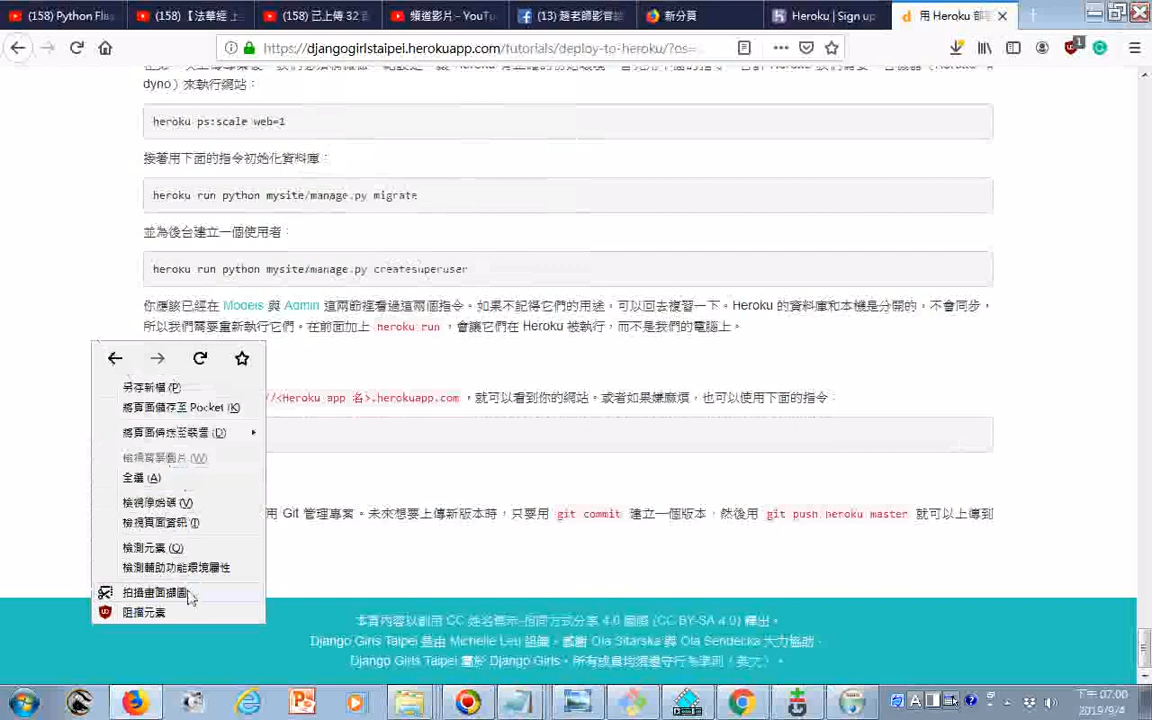 (158) Python Fla
(158)【法華經 上
(158) 已上傳 32
頻道影片 - YouTu
(13) 趙老師影音
新分頁
Heroku | Sign up
用 Heroku 部
https://djangogirlstaipei.herokuapp.com/tutorials/deploy-to-heroku/?os=
dyno）來執行網站：
heroku ps:scale web=1
接著用下面的指令初始化資料庫：
heroku run python mysite/manage.py migrate
並為後台建立一個使用者：
heroku run python mysite/manage.py createsuperuser
你應該已經在 Models 與 Admin 這兩節裡看過這兩個指令。如果不記得它們的用途，可以回去複習一下。Heroku 的資料庫和本機是分開的，不會同步，
所以我們需要重新執行它們。在前面加上 heroku run ，會讓它們在 Heroku 被執行，而不是我們的電腦上。
另存新檔 (P)
將頁面儲存至 Pocket (K)
//<Heroku app 名>.herokuapp.com ，就可以看到你的網站。或者如果嫌麻煩，也可以使用下面的指令：
將頁面傳送至裝置 (D)
檢視背景圖片 (W)
全選 (A)
檢視原始碼 (V)
用 Git 管理專案。未來想要上傳新版本時，只要用 git commit 建立一個版本，然後用 git push heroku master 就可以上傳到
檢視頁面資訊 (I)
檢測元素 (Q)
檢測輔助功能環境屬性
拍攝畫面擷圖
阻擋元素
本頁內容以創用 CC 姓名標示–相同方式分享 4.0 國際 (CC BY-SA 4.0) 釋出。
Django Girls Taipei 是由 Michelle Leu 組織。感謝 Ola Sitarska 與 Ola Sendecka 大力協助。
Django Girls Taipei 屬於 Django Girls。所有成員均須遵守行為準則（英文）。
下午 07:00
2019/9/4